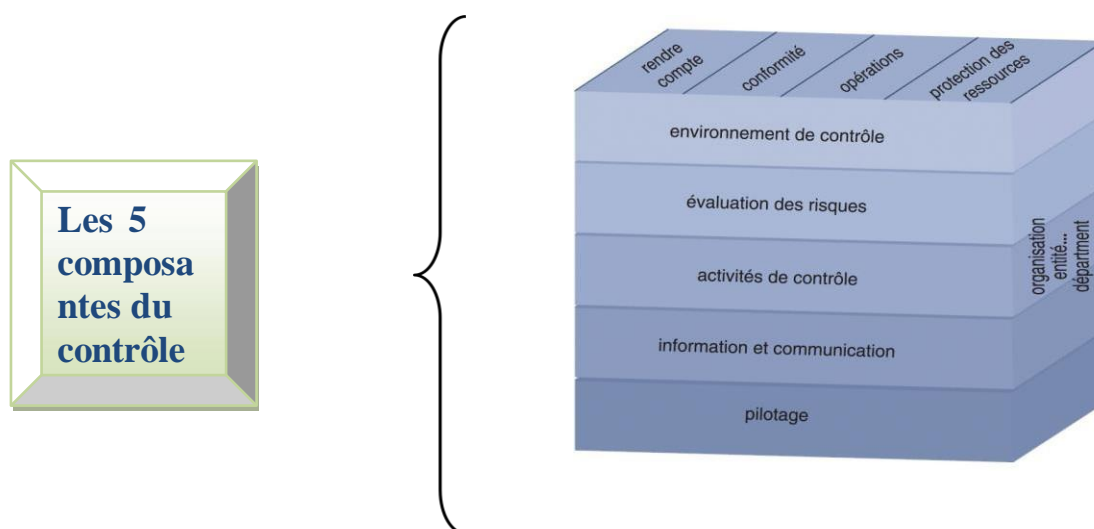 Les 5
composa
ntes du
contrôle
rendre
compte
conformité
opérations
protection des
ressources
environnement de contrôle
évaluation des risques
activités de contrôle
information et communication
pilotage
organisation
entité...
départment